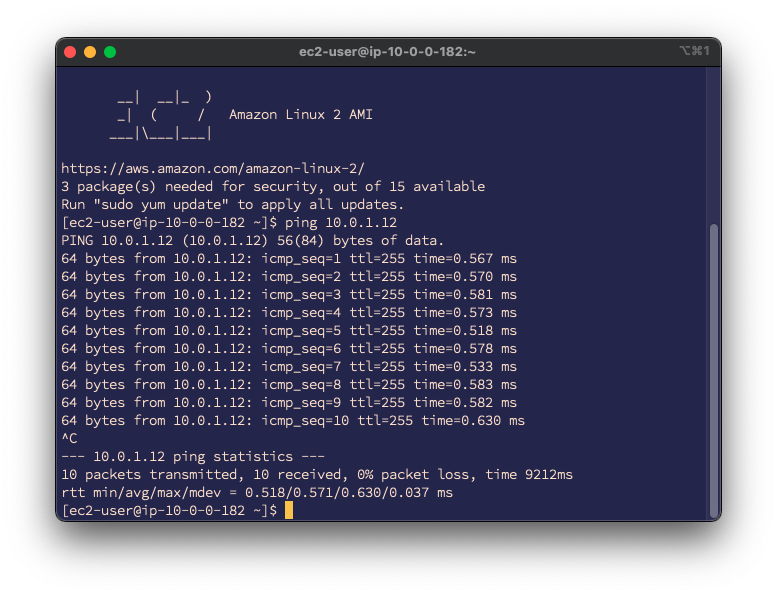 ec2-user@ip-10-0-0-182:~
⌥⌘1
__|  __|_  )
_|  (     /   Amazon Linux 2 AMI
___|\___|___|
https://aws.amazon.com/amazon-linux-2/
3 package(s) needed for security, out of 15 available
Run "sudo yum update" to apply all updates.
[ec2-user@ip-10-0-0-182 ~]$ ping 10.0.1.12
PING 10.0.1.12 (10.0.1.12) 56(84) bytes of data.
64 bytes from 10.0.1.12: icmp_seq=1 ttl=255 time=0.567 ms
64 bytes from 10.0.1.12: icmp_seq=2 ttl=255 time=0.570 ms
64 bytes from 10.0.1.12: icmp_seq=3 ttl=255 time=0.581 ms
64 bytes from 10.0.1.12: icmp_seq=4 ttl=255 time=0.573 ms
64 bytes from 10.0.1.12: icmp_seq=5 ttl=255 time=0.518 ms
64 bytes from 10.0.1.12: icmp_seq=6 ttl=255 time=0.578 ms
64 bytes from 10.0.1.12: icmp_seq=7 ttl=255 time=0.533 ms
64 bytes from 10.0.1.12: icmp_seq=8 ttl=255 time=0.583 ms
64 bytes from 10.0.1.12: icmp_seq=9 ttl=255 time=0.582 ms
64 bytes from 10.0.1.12: icmp_seq=10 ttl=255 time=0.630 ms
^C
--- 10.0.1.12 ping statistics ---
10 packets transmitted, 10 received, 0% packet loss, time 9212ms
rtt min/avg/max/mdev = 0.518/0.571/0.630/0.037 ms
[ec2-user@ip-10-0-0-182 ~]$